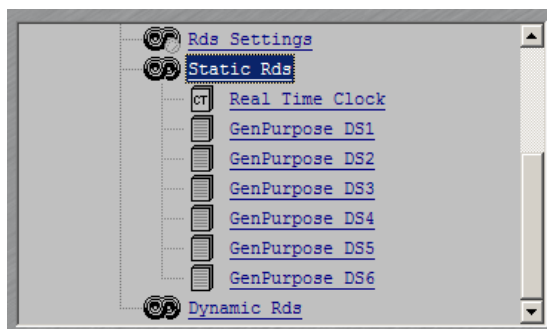 Rds Settings
Static Rds
CT Real Time Clock
GenPurpose DS1
GenPurpose DS2
GenPurpose DS3
GenPurpose DS4
GenPurpose DS5
GenPurpose DS6
Dynamic Rds